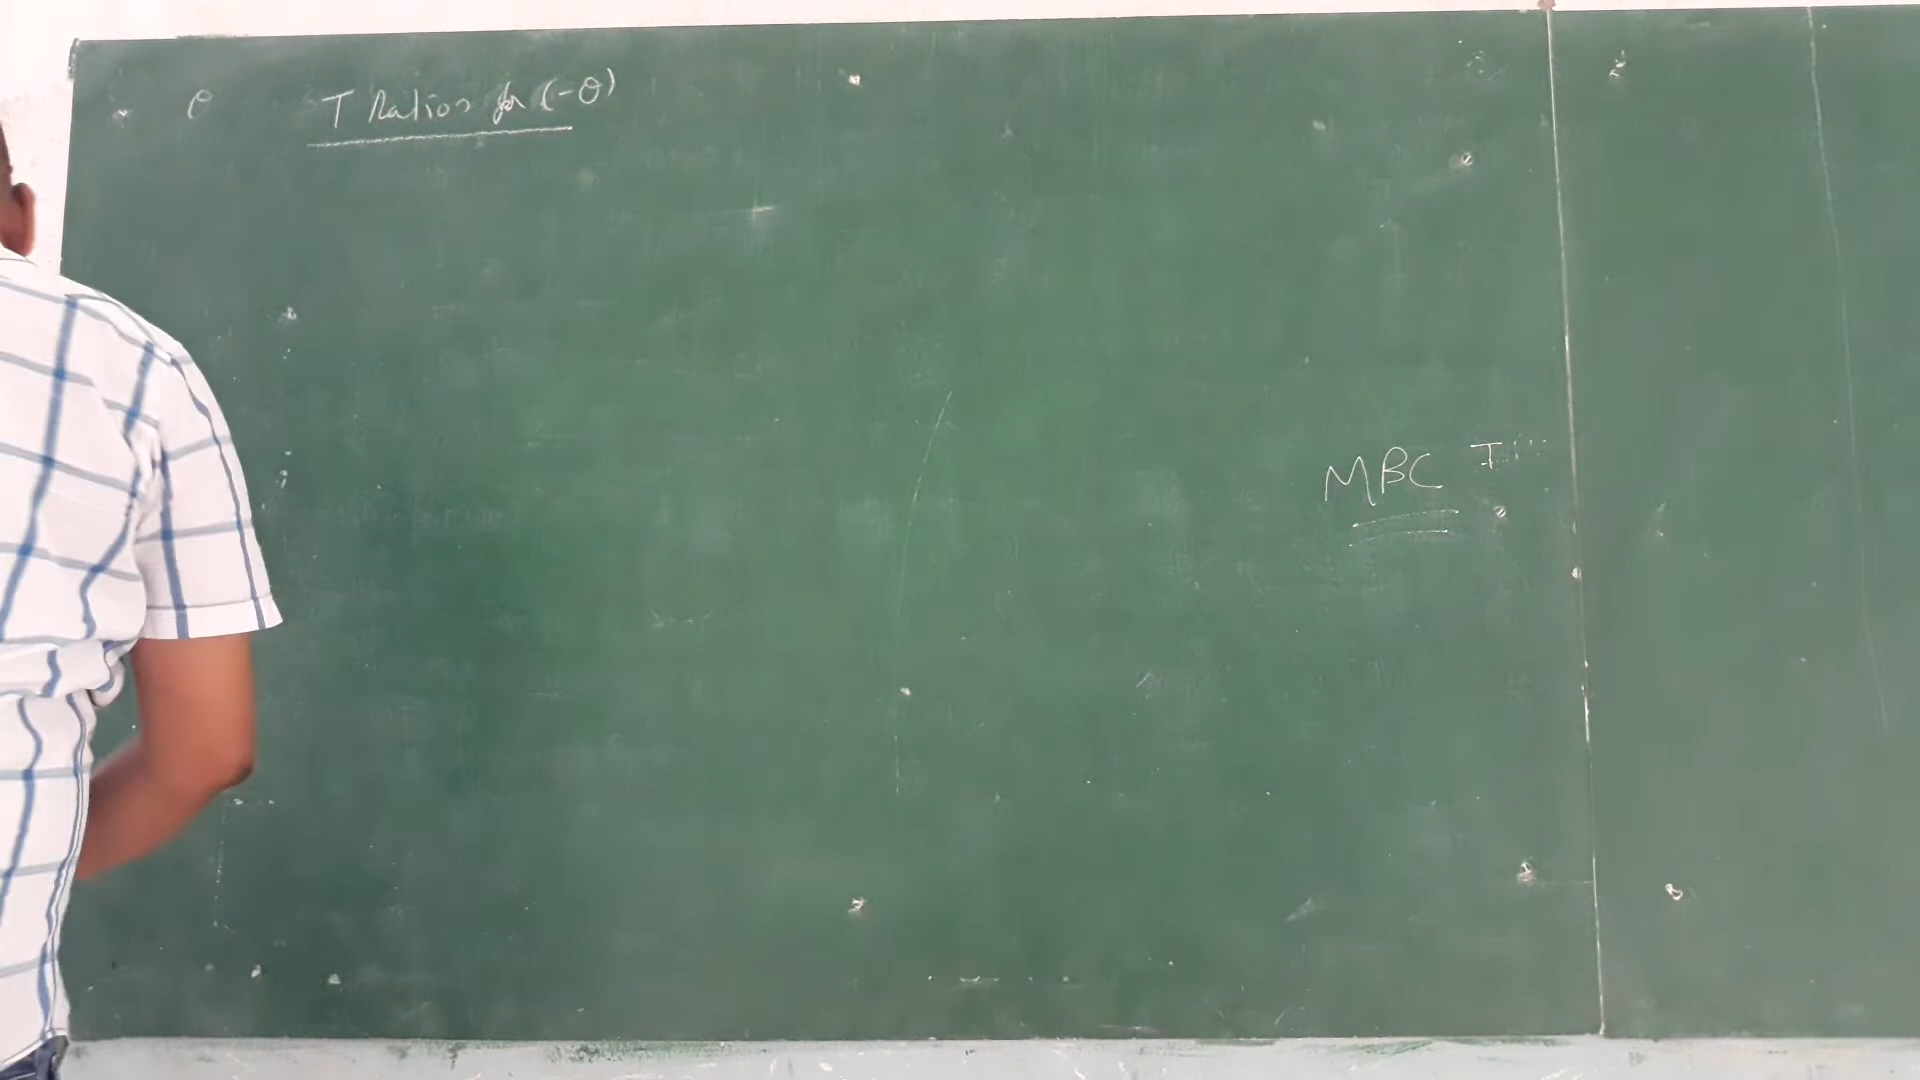 T Ratios for (-θ)
MBC